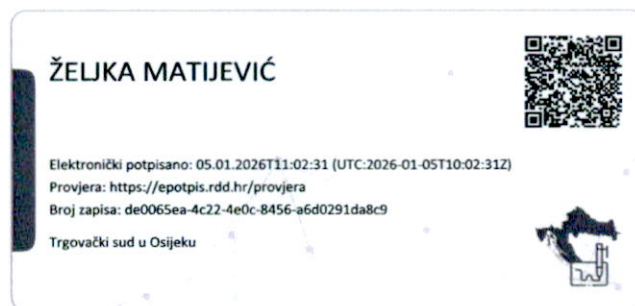 ŽELJKA MATIJEVIĆ
Elektronički potpisano: 05.01.2026T11:02:31 (UTC:2026-01-05T10:02:31Z)
Provjera: https://epotpis.rdd.hr/provjera
Broj zapisa: de0065ea-4c22-4e0c-8456-a6d0291da8c9
Trgovački sud u Osijeku